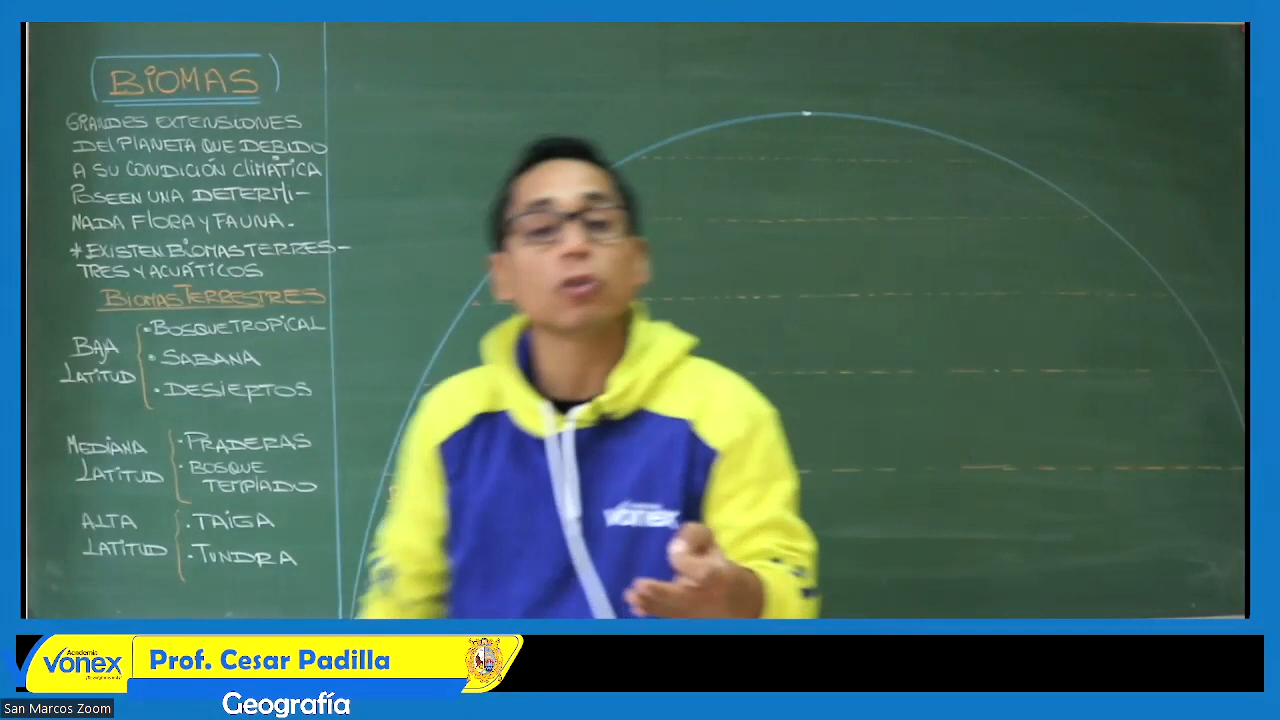 BIOMAS
GRANDES EXTENSIONES
DEL PLANETA QUE DEBIDO
A SU CONDICIÓN CLIMÁTICA
POSEEN UNA DETERMI-
NADA FLORA Y FAUNA.
* EXISTEN BIOMAS TERRES-
TRES Y ACUÁTICOS
BIOMAS TERRESTRES
BAJA
LATITUD
• BOSQUE TROPICAL
• SABANA
• DESIERTOS
MEDIANA
LATITUD
• PRADERAS
• BOSQUE
TEMPLADO
ALTA
LATITUD
• TAIGA
• TUNDRA
vonex
Academia
vonex
Prof. Cesar Padilla
Geografía
San Marcos Zoom